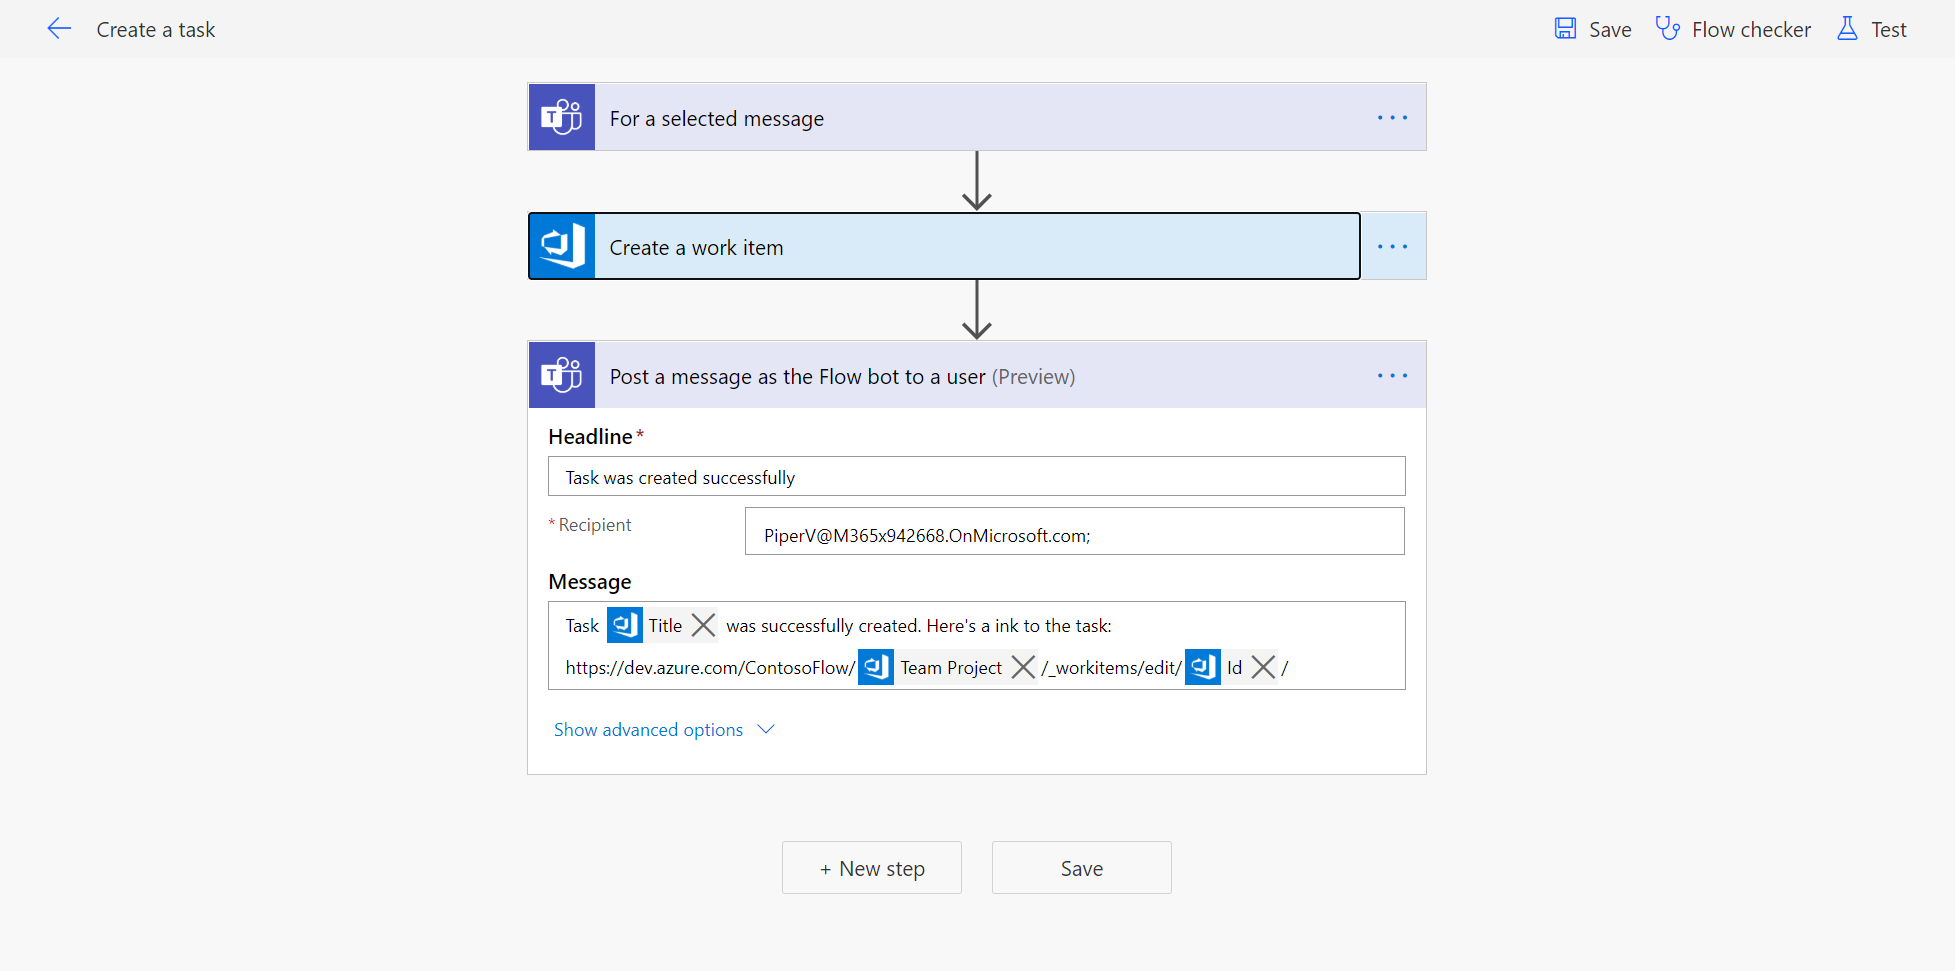 Create a task
Save
Flow checker
Test
For a selected message
Create a work item
Post a message as the Flow bot to a user (Preview)
Headline*
Task was created successfully
* Recipient
PiperV@M365x942668.OnMicrosoft.com;
Message
Task Title was successfully created. Here's a ink to the task:
https://dev.azure.com/ContosoFlow/ Team Project /_workitems/edit/ Id /
Show advanced options
+ New step
Save